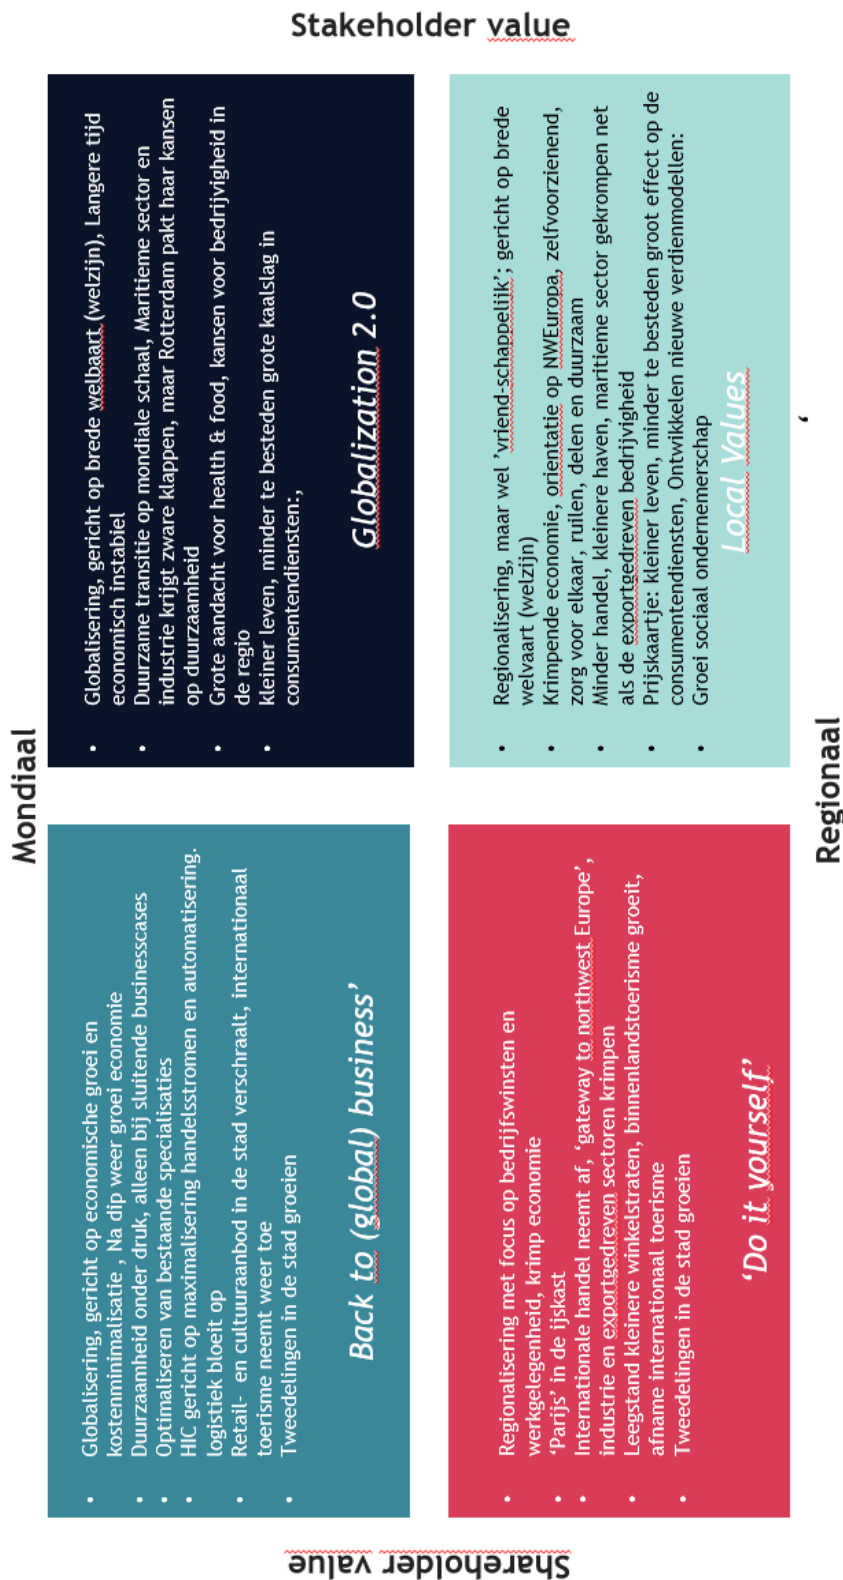 Stakeholder value
Mondiaal
Globalisering, gericht op economische groei en
kostenminimalisatie , Na dip weer groei economie
Duurzaamheid onder druk, alleen bij sluitende businesscases
Optimaliseren van bestaande specialisaties
HIC gericht op maximalisering handelsstromen en automatisering.
logistiek bloeit op
Retail- en cultuuraanbod in de stad verschraalt, internationaal
toerisme neemt weer toe
Tweedelingen in de stad groeien
Back to (global) business’
Globalisering, gericht op brede welbaart (welzijn), Langere tijd
economisch instabiel
Duurzame transitie op mondiale schaal, Maritieme sector en
industrie krijgt zware klappen, maar Rotterdam pakt haar kansen
op duurzaamheid
Grote aandacht voor health & food, kansen voor bedrijvigheid in
de regio
kleiner leven, minder te besteden grote kaalslag in
consumentendiensten:,
Globalization 2.0
Regionalisering met focus op bedrijfswinsten en
werkgelegenheid, krimp economie
‘Parijs’ in de ijskast
Internationale handel neemt af, ‘gateway to northwest Europe’,
industrie en exportgedreven sectoren krimpen
Leegstand kleinere winkelstraten, binnenlandstoerisme groeit,
afname internationaal toerisme
Tweedelingen in de stad groeien
‘Do it yourself’
Regionalisering, maar wel ’vriend-schappelijk’; gericht op brede
welvaart (welzijn)
Krimpende economie, orientatie op NWEuropa, zelfvoorzienend,
zorg voor elkaar, ruilen, delen en duurzaam
Minder handel, kleinere haven, maritieme sector gekrompen net
als de exportgedreven bedrijvigheid
Prijskaartje: kleiner leven, minder te besteden groot effect op de
consumentendiensten, Ontwikkelen nieuwe verdienmodellen:
Groei sociaal ondernemerschap
Local Values
‘
Regionaal
Shareholder value